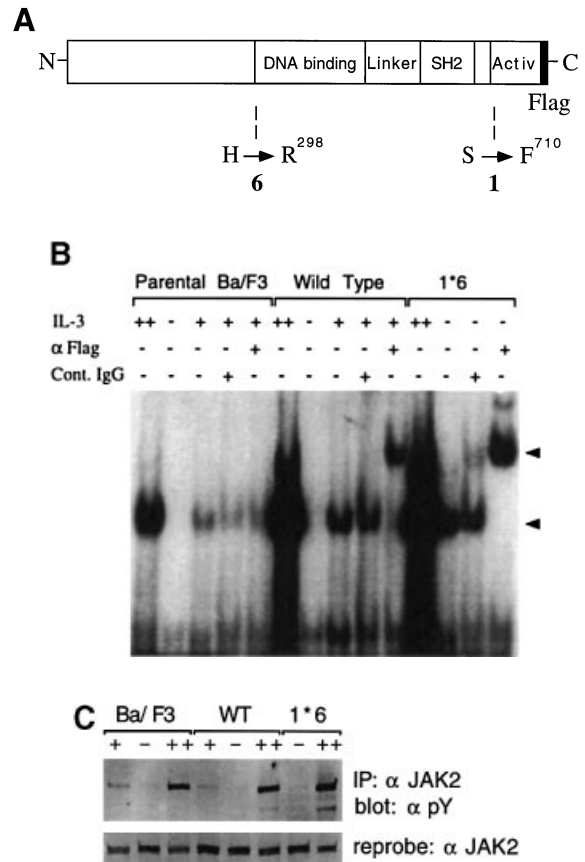 A
N
DNA binding
Linker
SH2
Activ
C
Flag
H → R298
S → F710
6
1
B
Parental Ba/F3
Wild Type
1*6
IL-3 ++ - + + + ++ - + + + ++ - - -
α Flag - - - - + - - - - + - - - +
Cont. IgG - - - + - - - - + - - - + -
C
Ba/ F3
WT
1 * 6
+ - ++ + - ++ - ++
IP: α JAK2
blot: α pY
reprobe: α JAK2